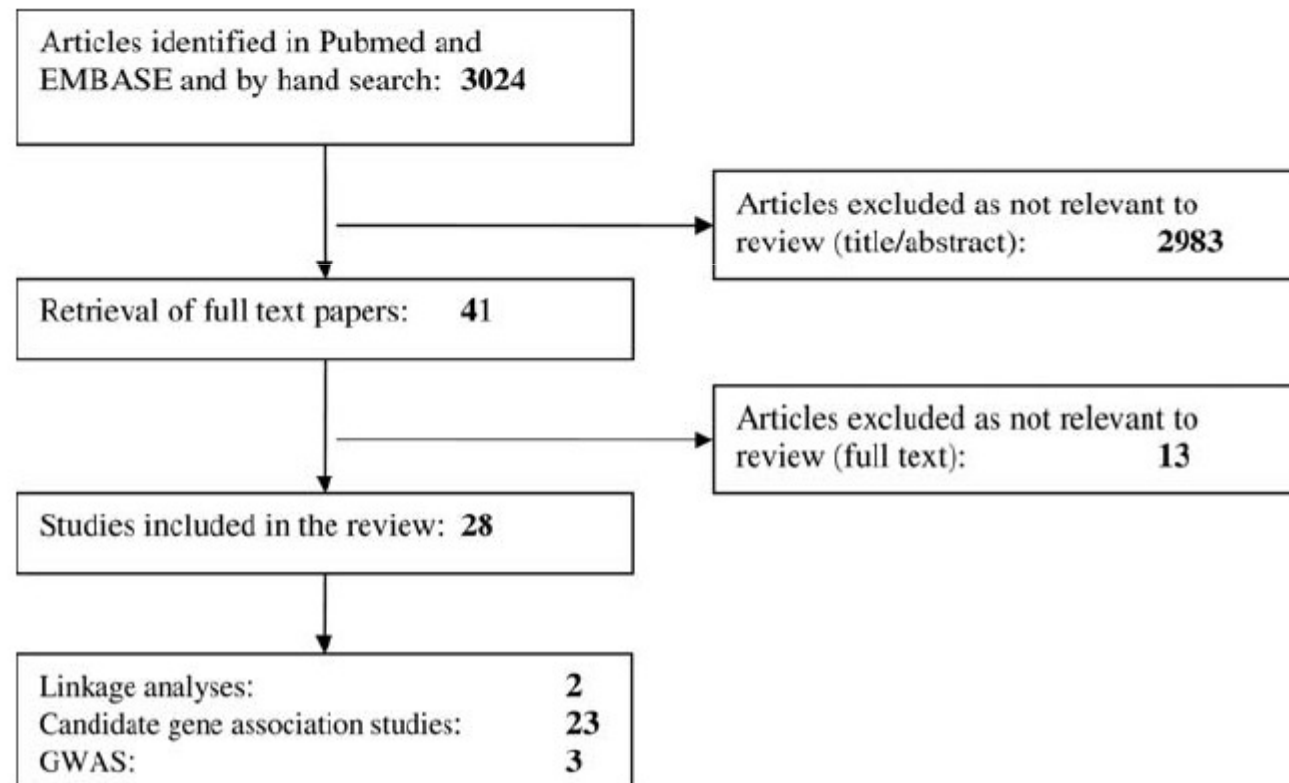 Articles identified in Pubmed and
EMBASE and by hand search: 3024
Articles excluded as not relevant to
review (title/abstract): 2983
Retrieval of full text papers: 41
Articles excluded as not relevant to
review (full text): 13
Studies included in the review: 28
Linkage analyses: 2
Candidate gene association studies: 23
GWAS: 3